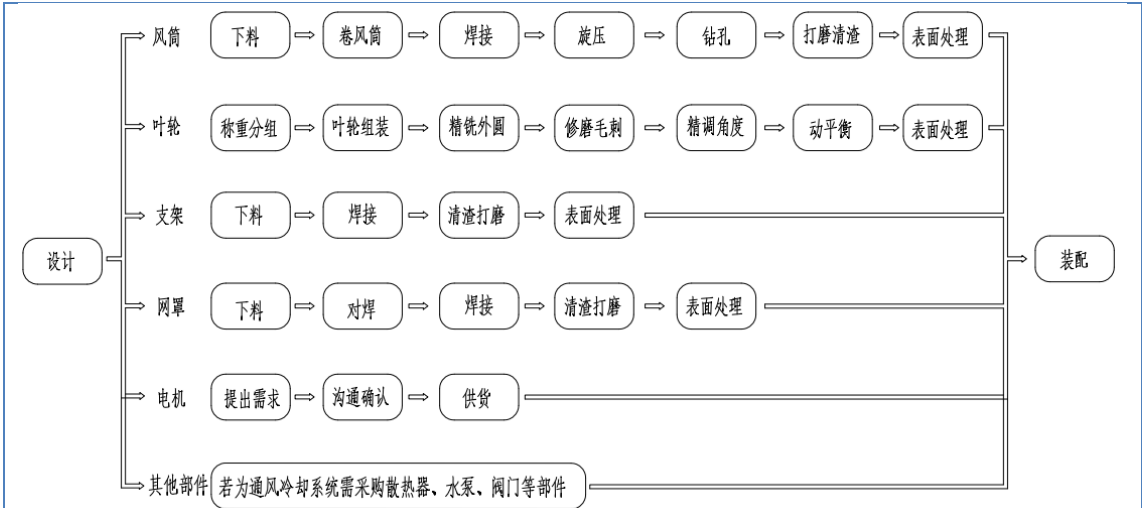 风筒 下料 卷风筒 焊接 旋压 钻孔 打磨清渣 表面处理
叶轮 称重分组 叶轮组装 精铣外圆 修磨毛刺 精调角度 动平衡 表面处理
支架 下料 焊接 清渣打磨 表面处理
设计 装配
网罩 下料 对焊 焊接 清渣打磨 表面处理
电机 提出需求 沟通确认 供货
其他部件 若为通风冷却系统需采购散热器、水泵、阀门等部件